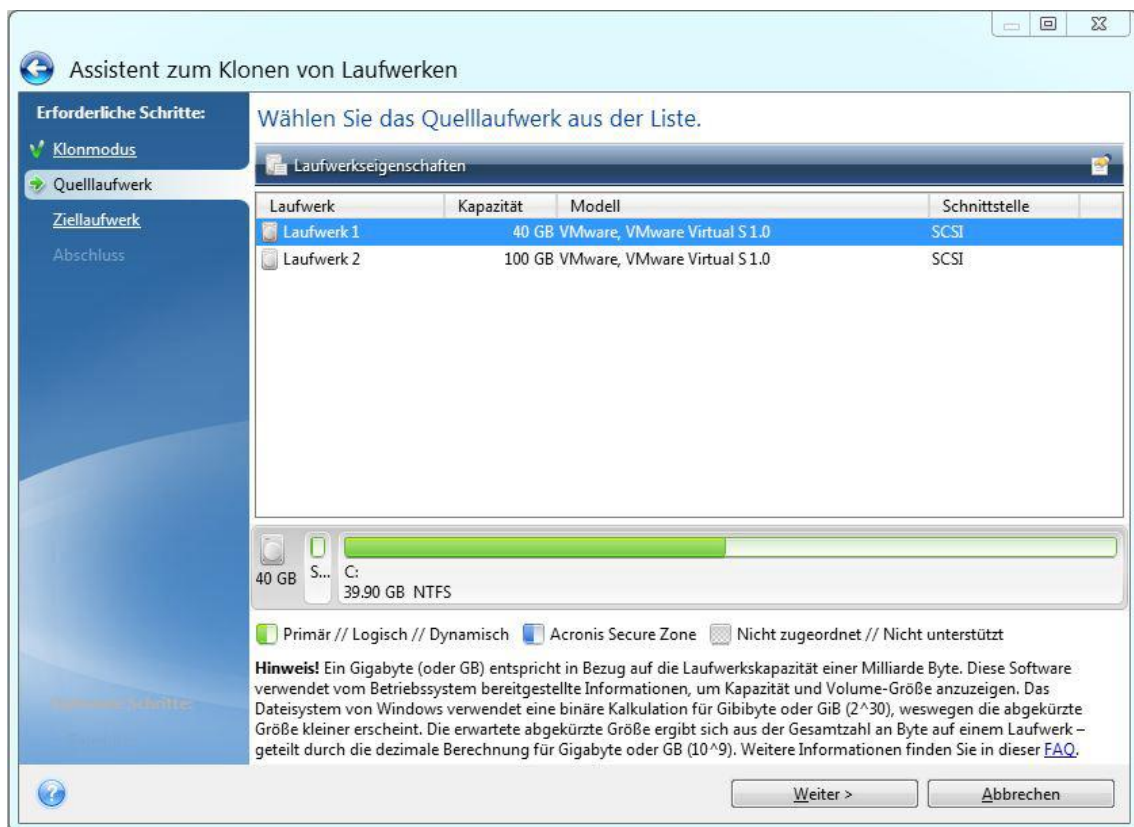 Assistent zum Klonen von Laufwerken
Erforderliche Schritte:
Klonmodus
Quelllaufwerk
Ziellaufwerk
Abschluss
Wählen Sie das Quelllaufwerk aus der Liste.
Laufwerkseigenschaften
Laufwerk Kapazität Modell Schnittstelle
Laufwerk 1 40 GB VMware, VMware Virtual S 1.0 SCSI
Laufwerk 2 100 GB VMware, VMware Virtual S 1.0 SCSI
40 GB S... C:
39.90 GB NTFS
Primär // Logisch // Dynamisch Acronis Secure Zone Nicht zugeordnet // Nicht unterstützt
Hinweis! Ein Gigabyte (oder GB) entspricht in Bezug auf die Laufwerkskapazität einer Milliarde Byte. Diese Software
verwendet vom Betriebssystem bereitgestellte Informationen, um Kapazität und Volume-Größe anzuzeigen. Das
Dateisystem von Windows verwendet eine binäre Kalkulation für Gibibyte oder GiB (2^30), weswegen die abgekürzte
Größe kleiner erscheint. Die erwartete abgekürzte Größe ergibt sich aus der Gesamtzahl an Byte auf einem Laufwerk –
geteilt durch die dezimale Berechnung für Gigabyte oder GB (10^9). Weitere Informationen finden Sie in dieser FAQ.
Weiter >
Abbrechen